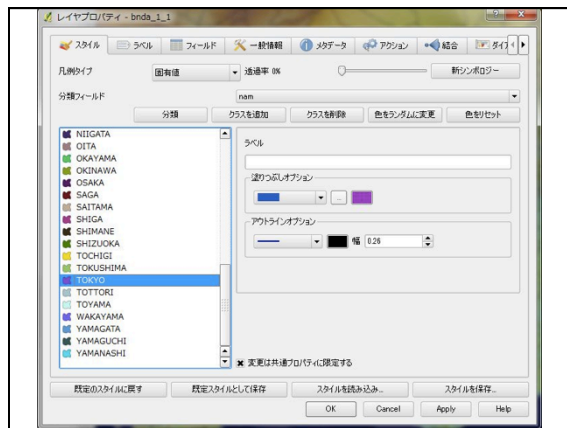 レイヤプロパティ - bnda_1_1
スタイル ラベル フィールド 一般情報 メタデータ アクション 結合 ダイア
凡例タイプ 固有値 透過率 0% 新シンボロジー
分類フィールド nam
分類 クラスを追加 クラスを削除 色をランダムに変更 色をリセット
NIIGATA
OITA
OKAYAMA
OKINAWA
OSAKA
SAGA
SAITAMA
SHIGA
SHIMANE
SHIZUOKA
TOCHIGI
TOKUSHIMA
TOKYO
TOTTORI
TOYAMA
WAKAYAMA
YAMAGATA
YAMAGUCHI
YAMANASHI
ラベル
塗りつぶしオプション
...
アウトラインオプション
幅 0.26
変更は共通プロパティに限定する
既定のスタイルに戻す 既定スタイルとして保存 スタイルを読み込み... スタイルを保存...
OK Cancel Apply Help